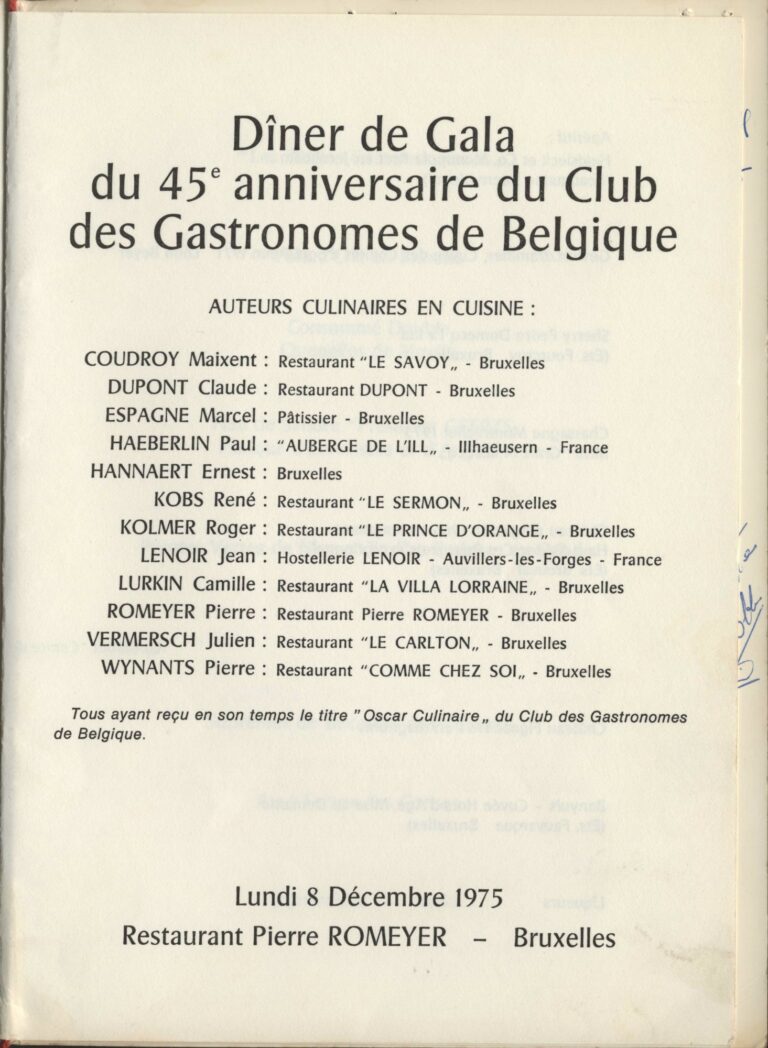 Dîner de Gala
du 45e anniversaire du Club
des Gastronomes de Belgique
AUTEURS CULINAIRES EN CUISINE :
COUDROY Maixent : Restaurant “LE SAVOY„ - Bruxelles
DUPONT Claude : Restaurant DUPONT - Bruxelles
ESPAGNE Marcel : Pâtissier - Bruxelles
HAEBERLIN Paul : “AUBERGE DE L'ILL„ - Illhaeusern - France
HANNAERT Ernest : Bruxelles
KOBS René : Restaurant “LE SERMON„ - Bruxelles
KOLMER Roger : Restaurant “LE PRINCE D'ORANGE„ - Bruxelles
LENOIR Jean : Hostellerie LENOIR - Auvillers-les-Forges - France
LURKIN Camille : Restaurant “LA VILLA LORRAINE„ - Bruxelles
ROMEYER Pierre : Restaurant Pierre ROMEYER - Bruxelles
VERMERSCH Julien : Restaurant “LE CARLTON„ - Bruxelles
WYNANTS Pierre : Restaurant “COMME CHEZ SOI„ - Bruxelles
Tous ayant reçu en son temps le titre "Oscar Culinaire„ du Club des Gastronomes
de Belgique.
Lundi 8 Décembre 1975
Restaurant Pierre ROMEYER – Bruxelles